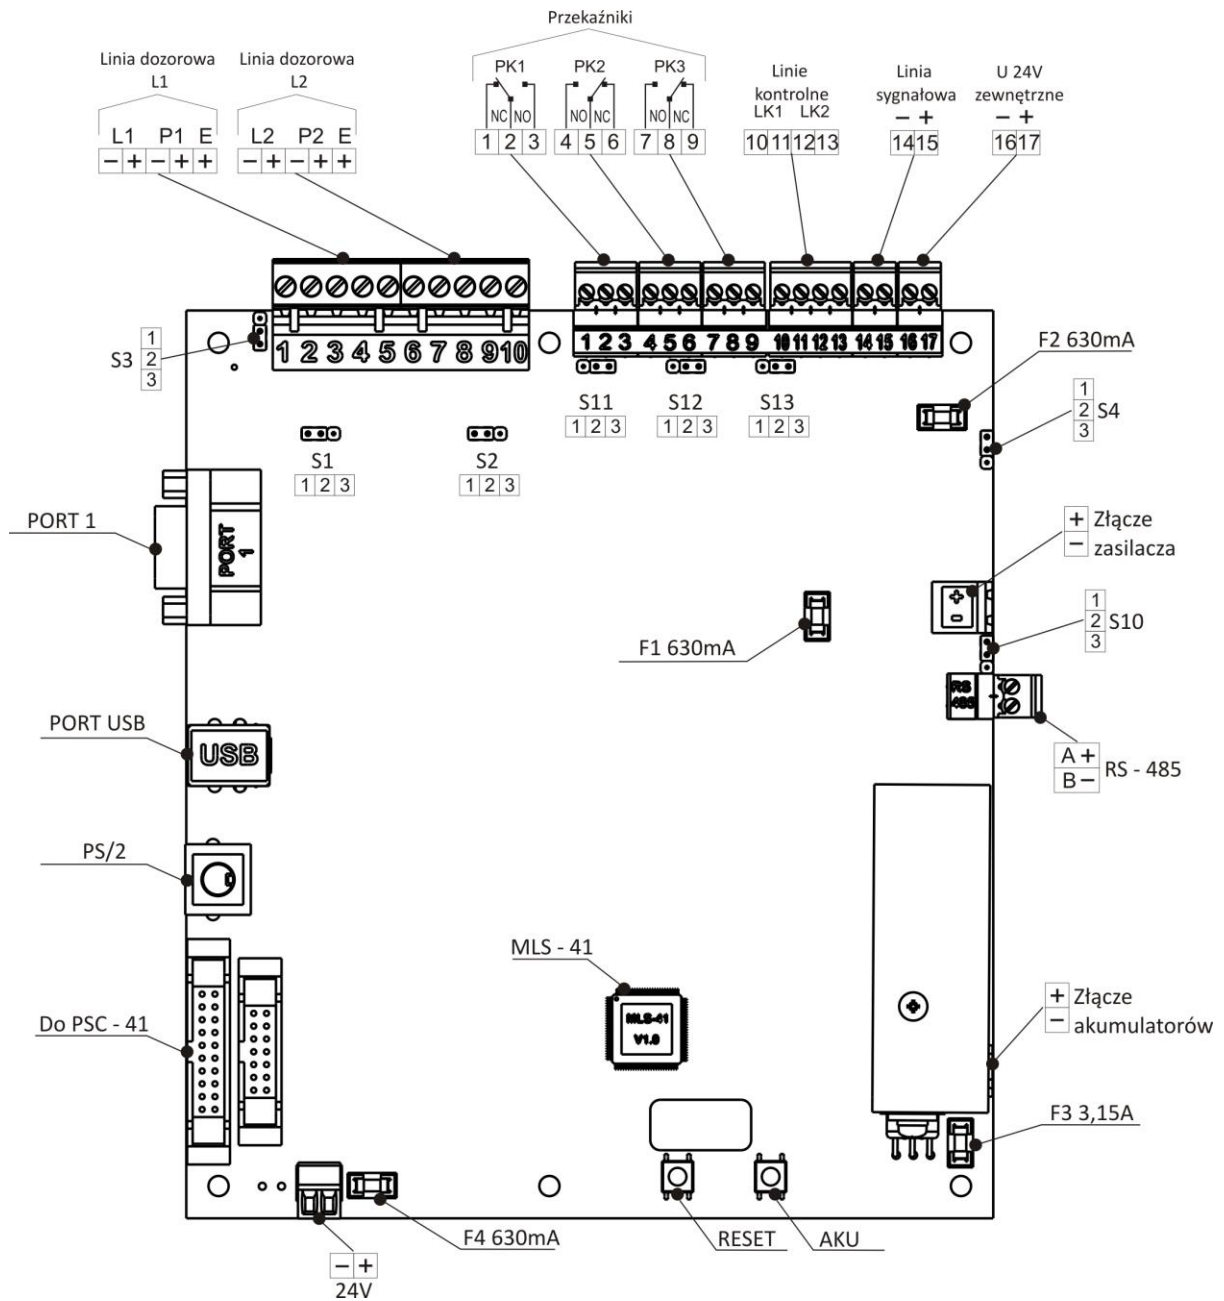 Przekaźniki
Linia dozorowa
L1
Linia dozorowa
L2
PK1 PK2 PK3
Linie
kontrolne
LK1 LK2
Linia
sygnałowa
− +
U 24V
zewnętrzne
− +
L1 P1 E
− + − + +
L2 P2 E
− + − + +
NC NO NO NC NO NC
1 2 3 4 5 6 7 8 9
10 11 12 13
14 15
16 17
S3
1
2
3
1 2 3 4 5 6 7 8 9 10
1 2 3 4 5 6 7 8 9 10 11 12 13 14 15 16 17
F2 630mA
S11
1 2 3
S12
1 2 3
S13
1 2 3
1
2 S4
3
S1
1 2 3
S2
1 2 3
PORT 1
PORT
1
+ Złącze
− zasilacza
+
-
1
2 S10
3
F1 630mA
RS
485
PORT USB
USB
A +
B −
RS - 485
PS/2
MLS - 41
MLS-41
V1.0
Do PSC - 41
+ Złącze
− akumulatorów
F3 3,15A
F4 630mA
RESET
AKU
− +
24V